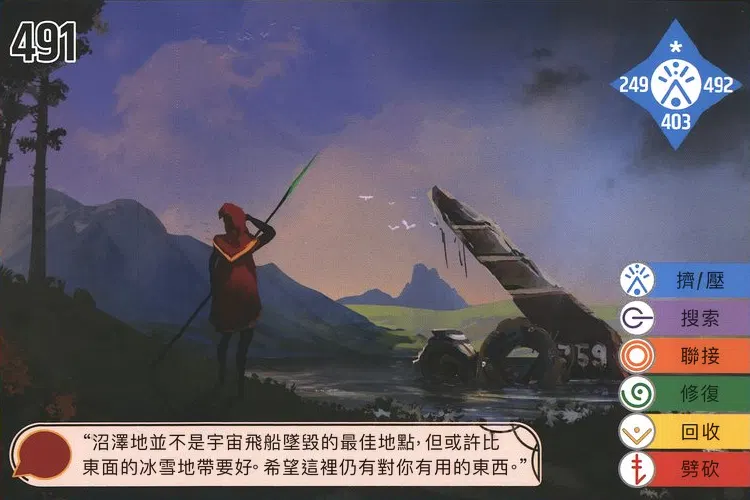 491
*
249
492
403
759
擠/壓
搜索
聯接
修復
回收
劈砍
“沼澤地並不是宇宙飛船墜毀的最佳地點，但或許比
東面的冰雪地帶要好。希望這裡仍有對你有用的東西。”